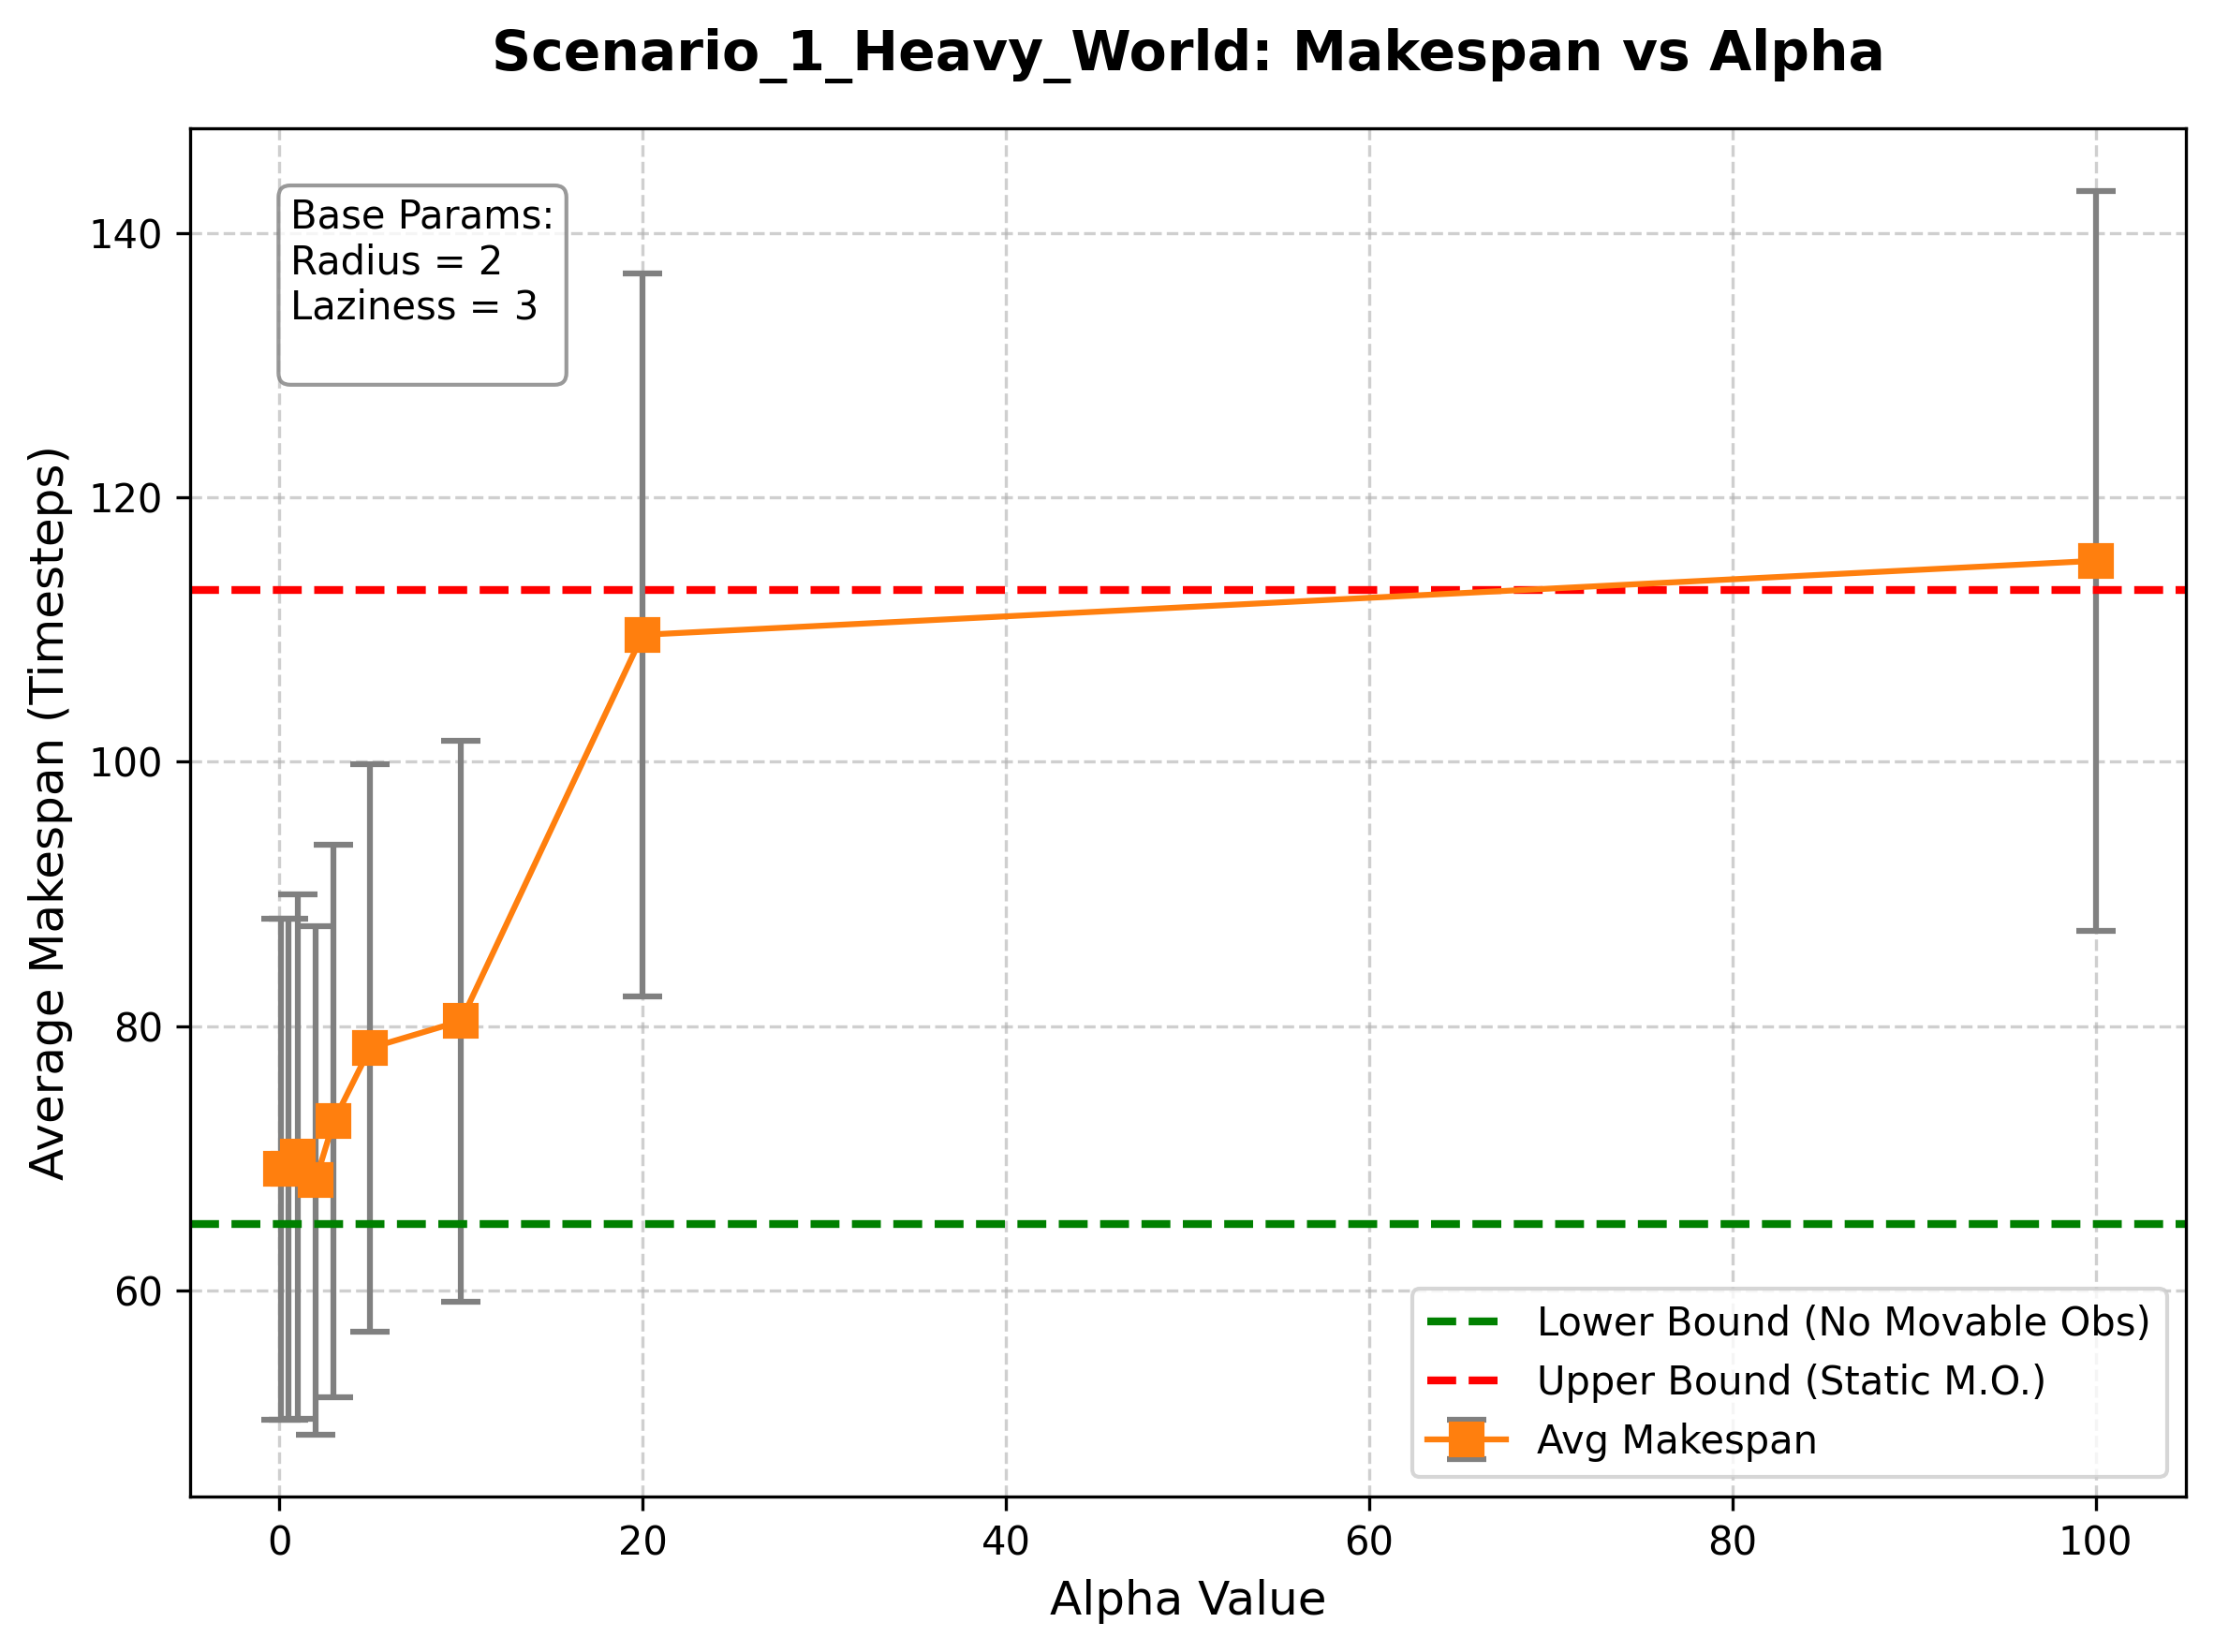 Scenario_1_Heavy_World: Makespan vs Alpha
Base Params:
Radius = 2
Laziness = 3
140
120
100
80
60
Average Makespan (Timesteps)
Lower Bound (No Movable Obs)
Upper Bound (Static M.O.)
Avg Makespan
0 20 40 60 80 100
Alpha Value